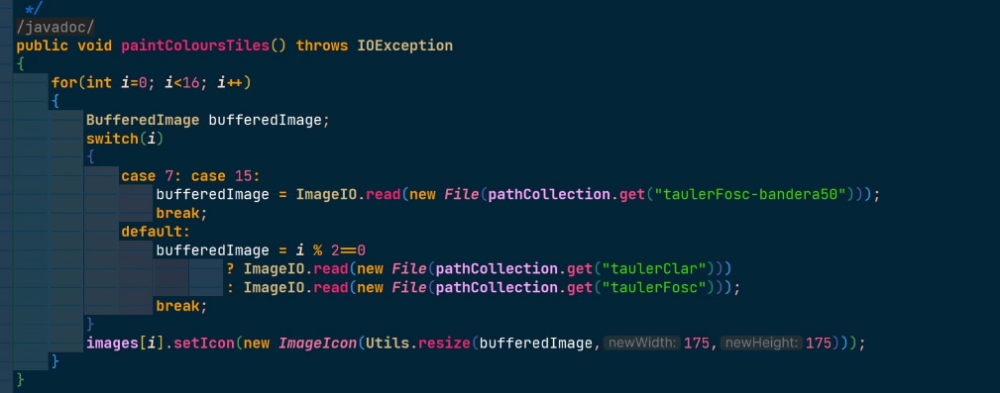 */
/javadoc/
public void paintColoursTiles() throws IOException
{
for(int i=0; i<16; i++)
{
BufferedImage bufferedImage;
switch(i)
{
case 7: case 15:
bufferedImage = ImageIO.read(new File(pathCollection.get("taulerFosc-bandera50")));
break;
default:
bufferedImage = i % 2==0
? ImageIO.read(new File(pathCollection.get("taulerClar")))
: ImageIO.read(new File(pathCollection.get("taulerFosc")));
break;
}
images[i].setIcon(new ImageIcon(Utils.resize(bufferedImage, newWidth: 175, newHeight: 175)));
}
}